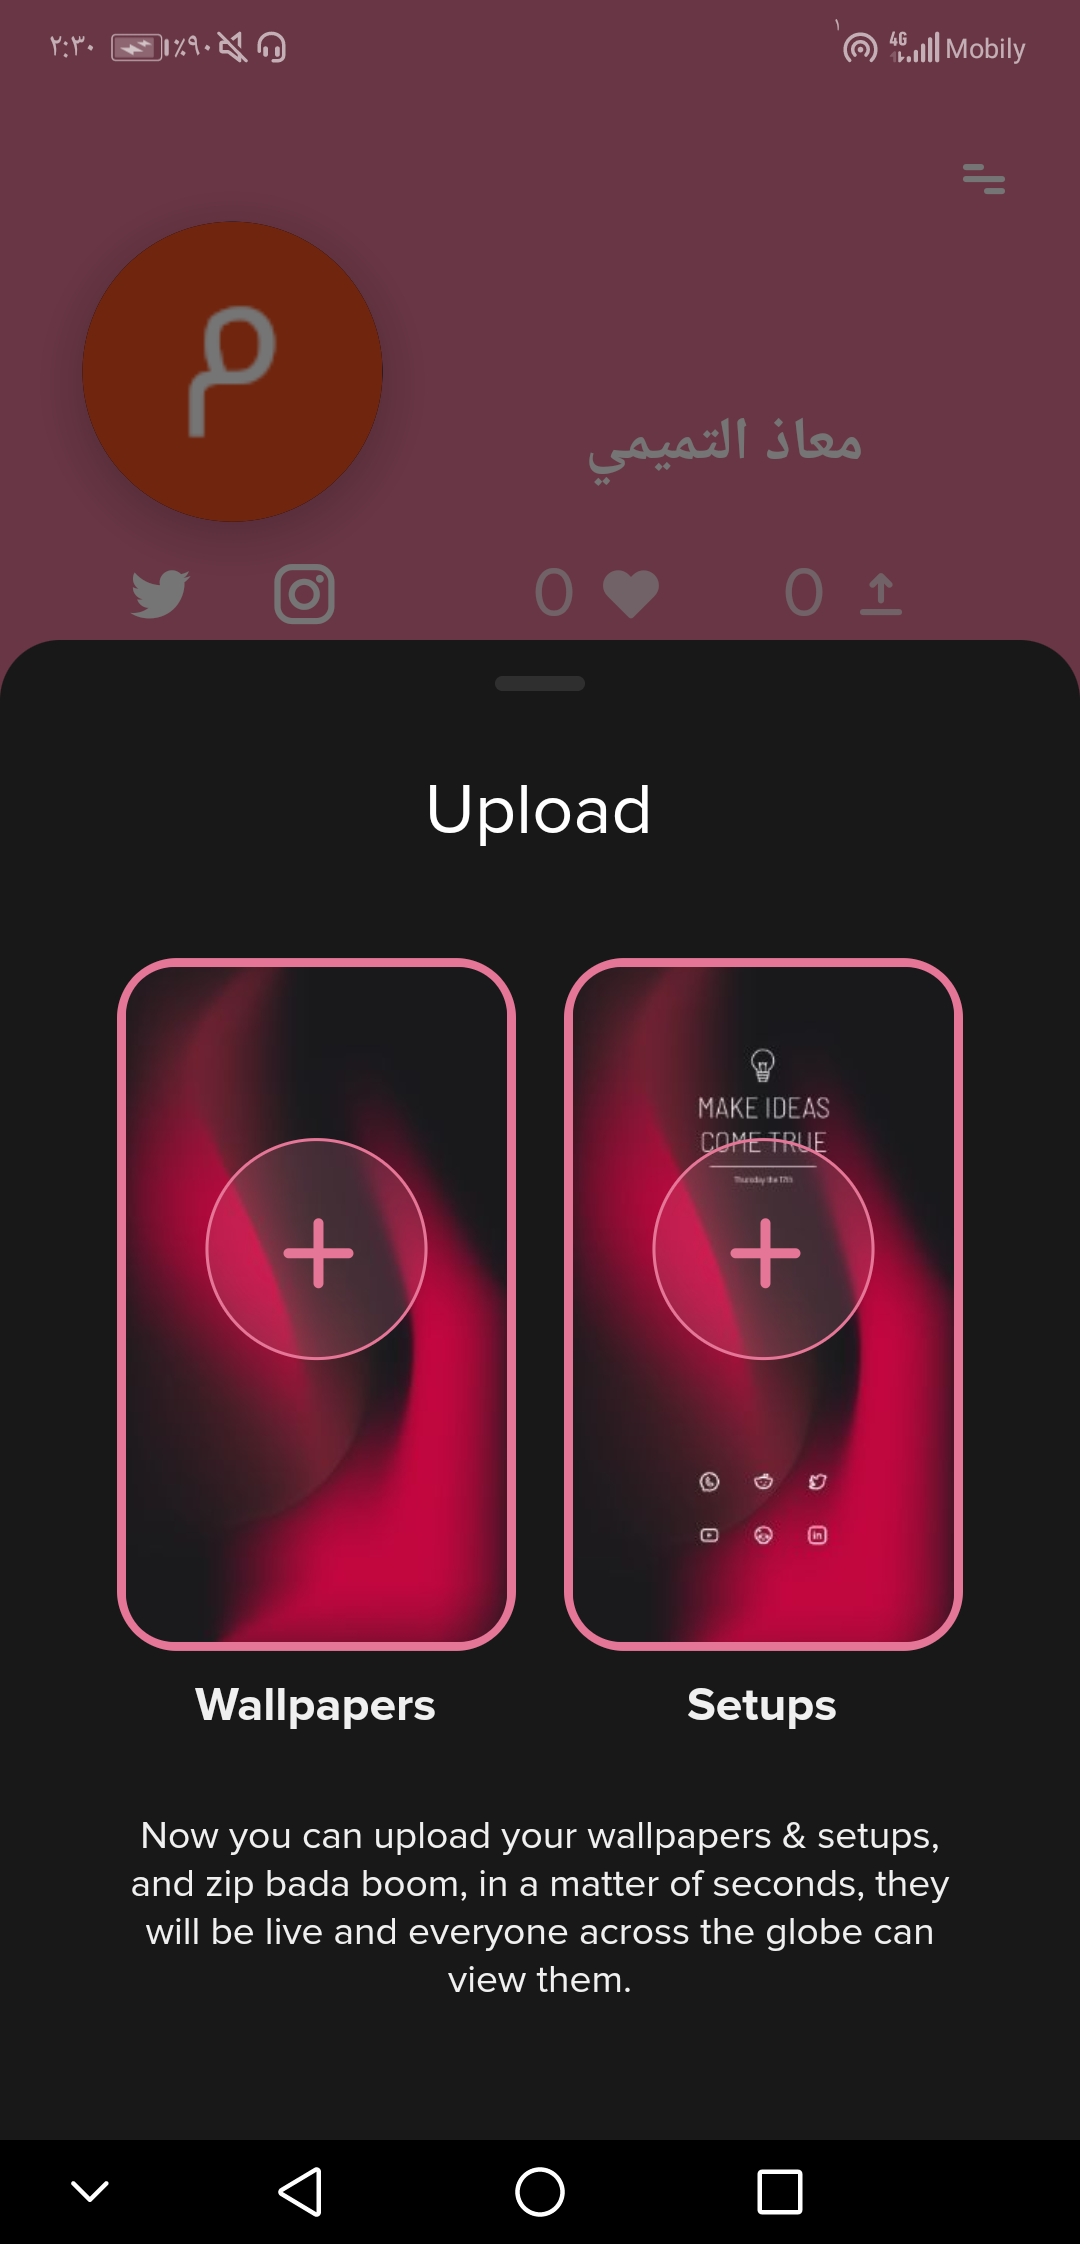 ٢:٣٠ ٪٩٠ ١ 4G Mobily
م
معاذ التميمي
0 0
Upload
MAKE IDEAS
COME TRUE
Thursday the 17th
Wallpapers Setups
Now you can upload your wallpapers & setups,
and zip bada boom, in a matter of seconds, they
will be live and everyone across the globe can
view them.